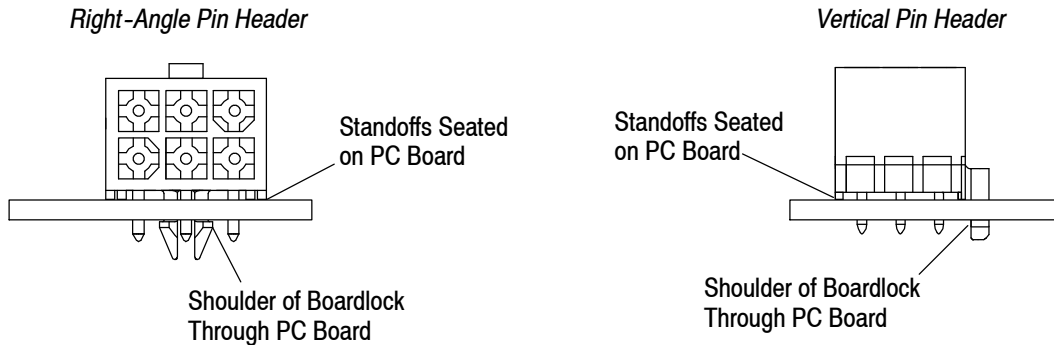 Right-Angle Pin Header
Standoffs Seated
on PC Board
Shoulder of Boardlock
Through PC Board
Vertical Pin Header
Standoffs Seated
on PC Board
Shoulder of Boardlock
Through PC Board